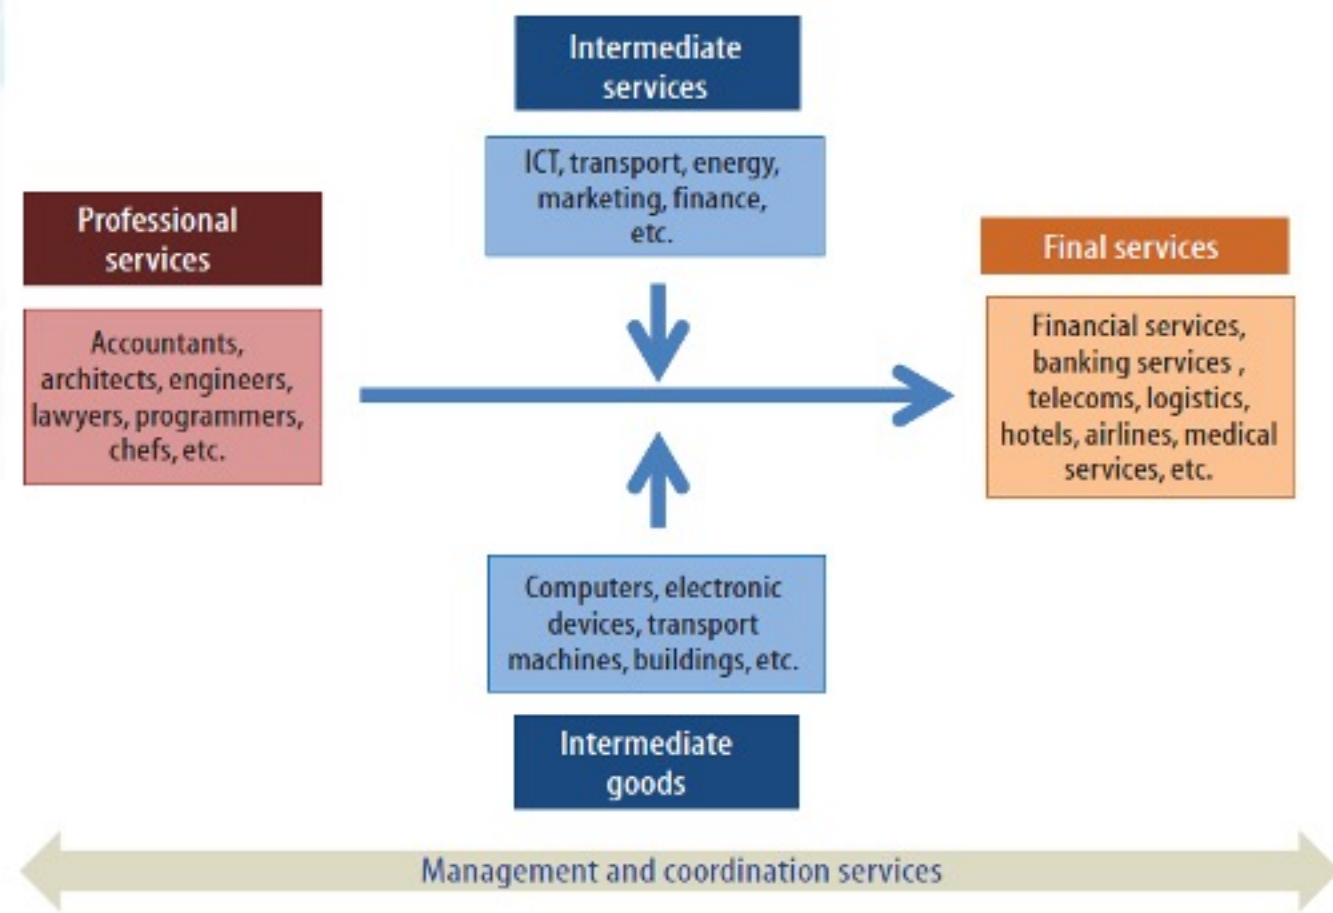 Intermediate
services
ICT, transport, energy,
marketing, finance,
etc.
Professional
services
Accountants,
architects, engineers,
lawyers, programmers,
chefs, etc.
Final services
Financial services,
banking services ,
telecoms, logistics,
hotels, airlines, medical
services, etc.
Computers, electronic
devices, transport
machines, buildings, etc.
Intermediate
goods
Management and coordination services